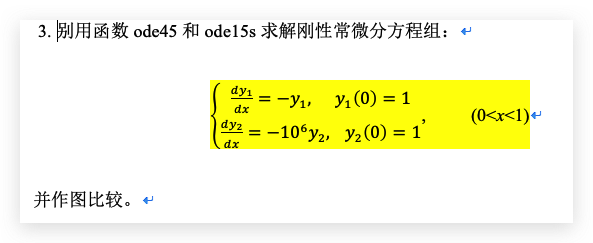 3. 别用函数 ode45 和 ode15s 求解刚性常微分方程组：
{ dy₁/dx = −y₁, y₁(0) = 1
dy₂/dx = −10⁶y₂, y₂(0) = 1 , (0<x<1)
并作图比较。